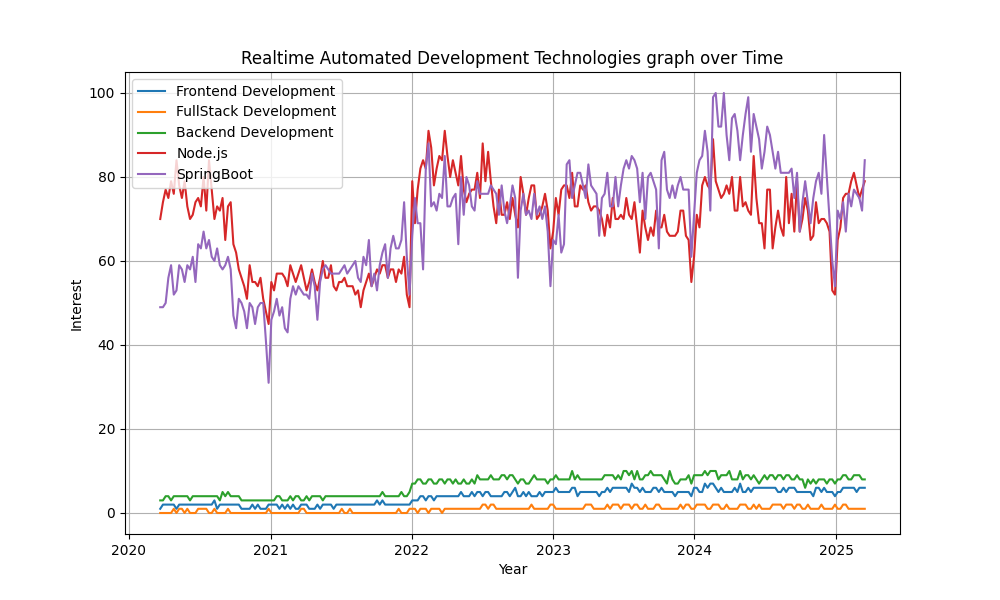 Realtime Automated Development Technologies graph over Time
Frontend Development
FullStack Development
Backend Development
Node.js
SpringBoot
100
80
60
40
20
0
Interest
2020 2021 2022 2023 2024 2025
Year